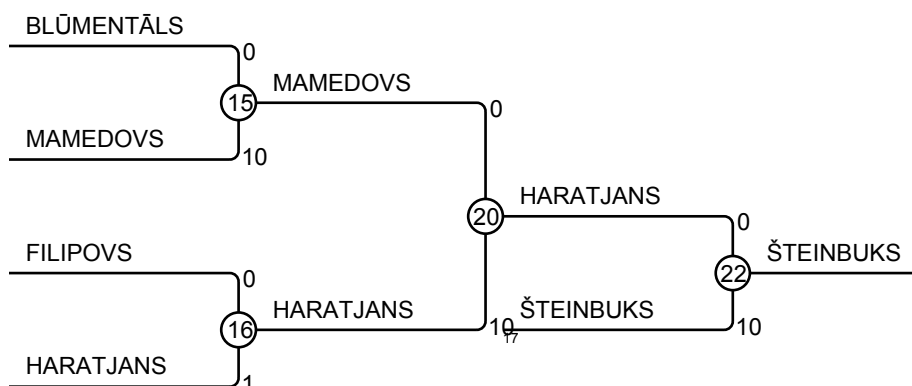 BLŪMENTĀLS
0
15
MAMEDOVS
0
MAMEDOVS
10
20
HARATJANS
0
FILIPOVS
0
22
ŠTEINBUKS
16
HARATJANS
10
17
ŠTEINBUKS
10
HARATJANS
1